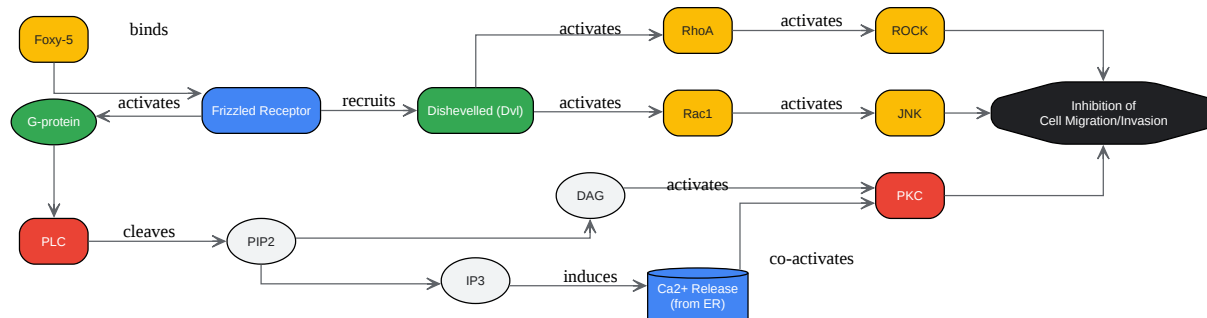 Foxy-5
binds
activates
RhoA
activates
ROCK
G-protein
activates
Frizzled Receptor
recruits
Dishevelled (Dvl)
activates
Rac1
activates
JNK
Inhibition of
Cell Migration/Invasion
DAG
activates
PKC
PLC
cleaves
PIP2
IP3
induces
Ca2+ Release
(from ER)
co-activates